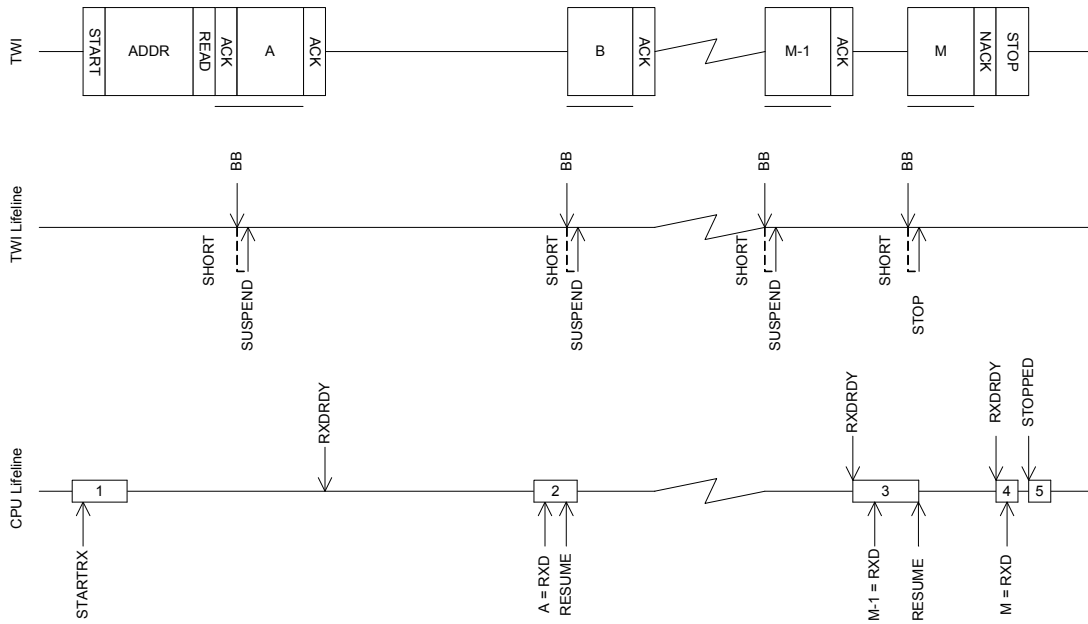 TWI
START
ADDR
READ
ACK
A
ACK
B
ACK
M-1
ACK
M
NACK
STOP
TWI Lifeline
BB
SHORT
SUSPEND
BB
SHORT
SUSPEND
BB
SHORT
SUSPEND
BB
SHORT
STOP
CPU Lifeline
1
STARTRX
RXDRDY
2
A = RXD
RESUME
RXDRDY
3
M-1 = RXD
RESUME
RXDRDY
4
M = RXD
STOPPED
5